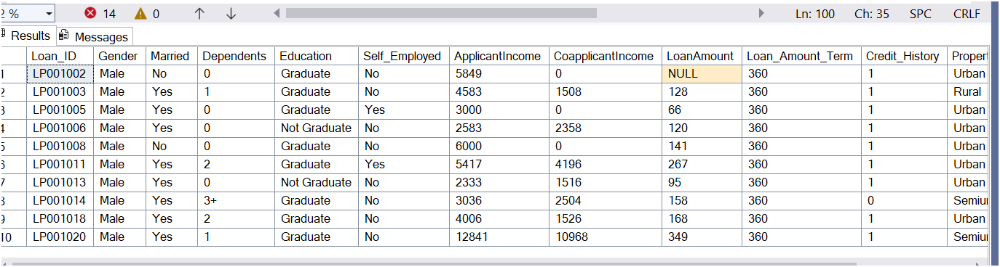 2 % 14 0 Ln: 100 Ch: 35 SPC CRLF
Results Messages
Loan_ID Gender Married Dependents Education Self_Employed ApplicantIncome CoapplicantIncome LoanAmount Loan_Amount_Term Credit_History Propert
1 LP001002 Male No 0 Graduate No 5849 0 NULL 360 1 Urban
2 LP001003 Male Yes 1 Graduate No 4583 1508 128 360 1 Rural
3 LP001005 Male Yes 0 Graduate Yes 3000 0 66 360 1 Urban
4 LP001006 Male Yes 0 Not Graduate No 2583 2358 120 360 1 Urban
5 LP001008 Male No 0 Graduate No 6000 0 141 360 1 Urban
6 LP001011 Male Yes 2 Graduate Yes 5417 4196 267 360 1 Urban
7 LP001013 Male Yes 0 Not Graduate No 2333 1516 95 360 1 Urban
8 LP001014 Male Yes 3+ Graduate No 3036 2504 158 360 0 Semiu
9 LP001018 Male Yes 2 Graduate No 4006 1526 168 360 1 Urban
10 LP001020 Male Yes 1 Graduate No 12841 10968 349 360 1 Semiu